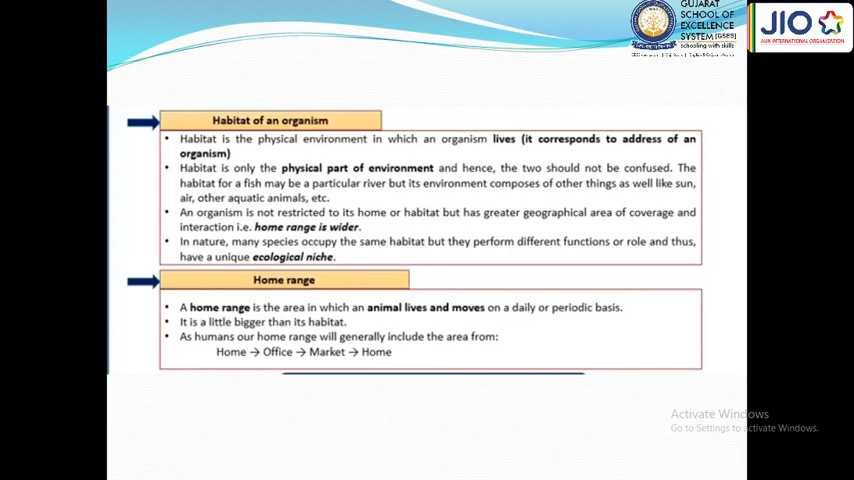 GUJARAT
SCHOOL OF
EXCELLENCE
SYSTEM [GSES]
schooling with skills
JIO
JAIN INTERNATIONAL ORGANISATION
Habitat of an organism
• Habitat is the physical environment in which an organism lives (it corresponds to address of an
organism)
• Habitat is only the physical part of environment and hence, the two should not be confused. The
habitat for a fish may be a particular river but its environment composes of other things as well like sun,
air, other aquatic animals, etc.
• An organism is not restricted to its home or habitat but has greater geographical area of coverage and
interaction i.e. home range is wider.
• In nature, many species occupy the same habitat but they perform different functions or role and thus,
have a unique ecological niche.
Home range
• A home range is the area in which an animal lives and moves on a daily or periodic basis.
• It is a little bigger than its habitat.
• As humans our home range will generally include the area from:
Home → Office → Market → Home
Activate Windows
Go to Settings to activate Windows.